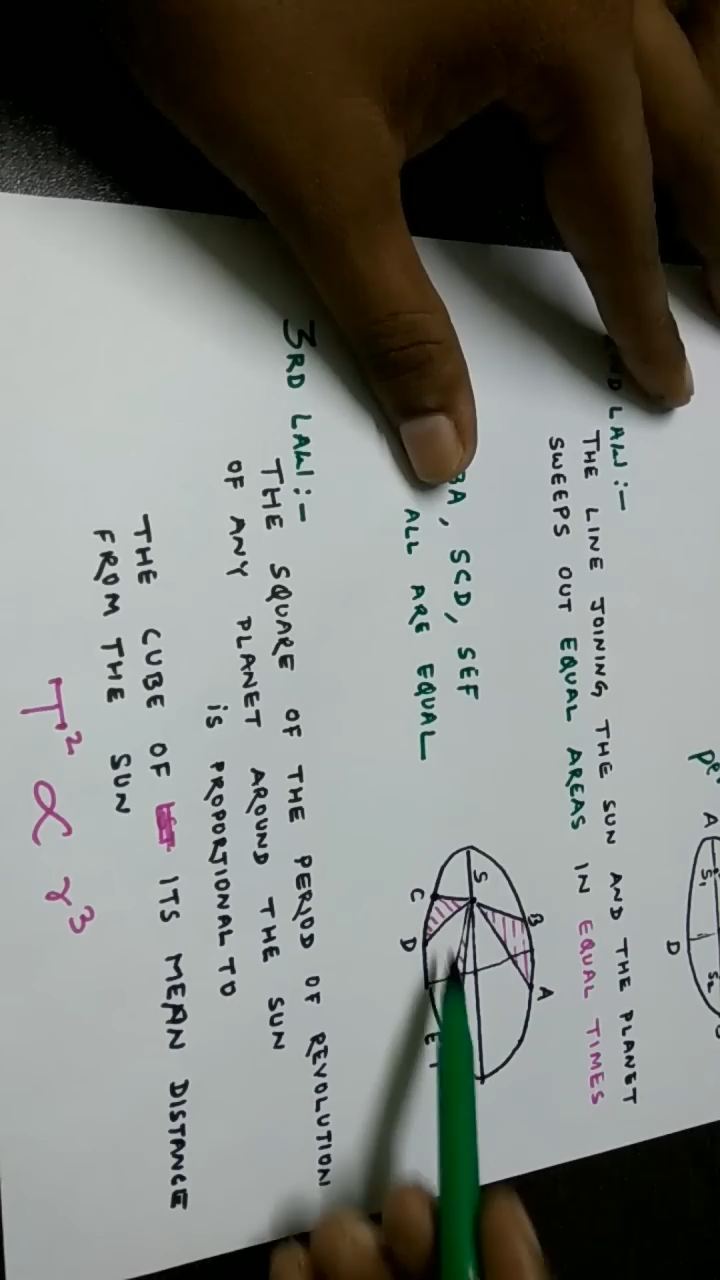 A
S₁
S₂
D
LAW :-
THE LINE JOINING THE SUN AND THE PLANET
SWEEPS OUT EQUAL AREAS IN EQUAL TIMES
BA, SCD, SEF
ALL ARE EQUAL
S
B
A
C
D
E
3RD LAW :-
THE SQUARE OF THE PERIOD OF REVOLUTION
OF ANY PLANET AROUND THE SUN
iS PROPORTIONAL TO
THE CUBE OF ITS MEAN DISTANCE
FROM THE SUN
T² ∝ r³